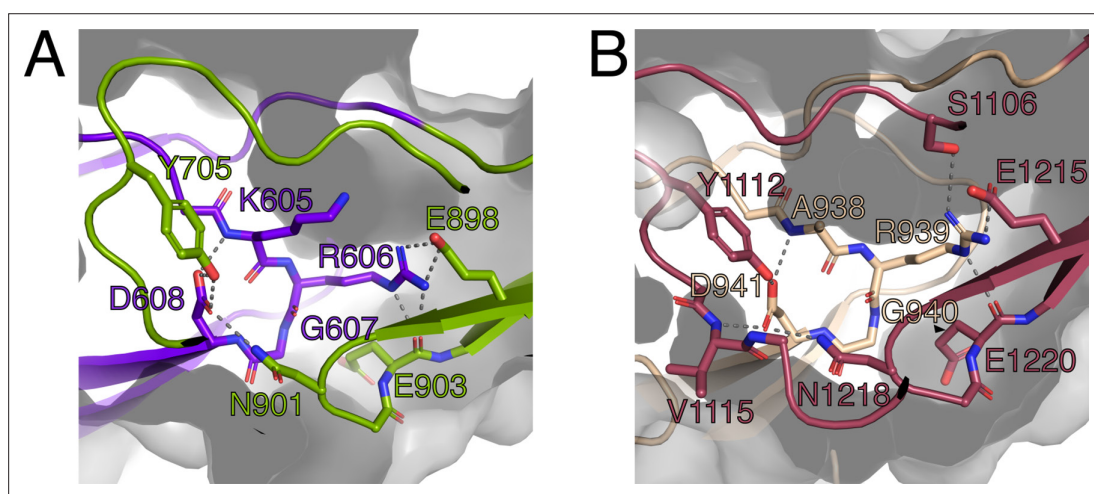 A
Y705
K605
E898
R606
D608
G607
E903
N901
B
S1106
E1215
Y1112
A938
R939
D941
G940
E1220
N1218
V1115